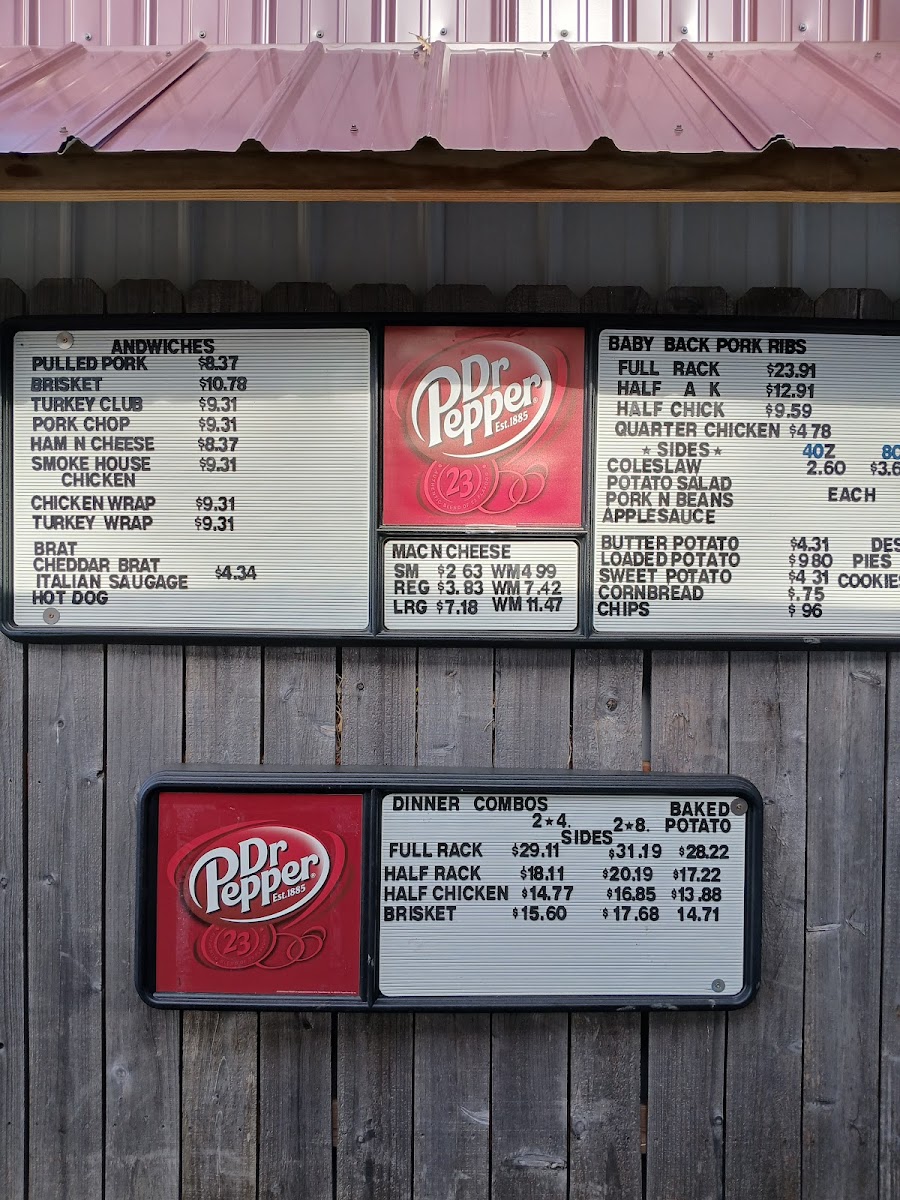 ANDWICHES
PULLED PORK $8.37
BRISKET $10.78
TURKEY CLUB $9.31
PORK CHOP $9.31
HAM N CHEESE $8.37
SMOKE HOUSE $9.31
CHICKEN
CHICKEN WRAP $9.31
TURKEY WRAP $9.31
BRAT
CHEDDAR BRAT
$4.34
ITALIAN SAUGAGE
HOT DOG
Dr
Pepper
Est.1885
23
MAC N CHEESE
SM $2 63 WM 4 99
REG $3.83 WM 7.42
LRG $7.18 WM 11.47
BABY BACK PORK RIBS
FULL RACK $23.91
HALF A K $12.91
HALF CHICK $9.59
QUARTER CHICKEN $4 78
★ SIDES ★ 4OZ 8O
COLESLAW 2.60 $3.6
POTATO SALAD
PORK N BEANS EACH
APPLESAUCE
BUTTER POTATO $4.31 DES
LOADED POTATO $9 80 PIES
SWEET POTATO $4 31 COOKIES
CORNBREAD $.75
CHIPS $ 96
Dr
Pepper
Est.1885
23
DINNER COMBOS BAKED
2★4. 2★8. POTATO
SIDES
FULL RACK $29.11 $31.19 $28.22
HALF RACK $18.11 $20.19 $17.22
HALF CHICKEN $14.77 $16.85 $13.88
BRISKET $15.60 $17.68 14.71